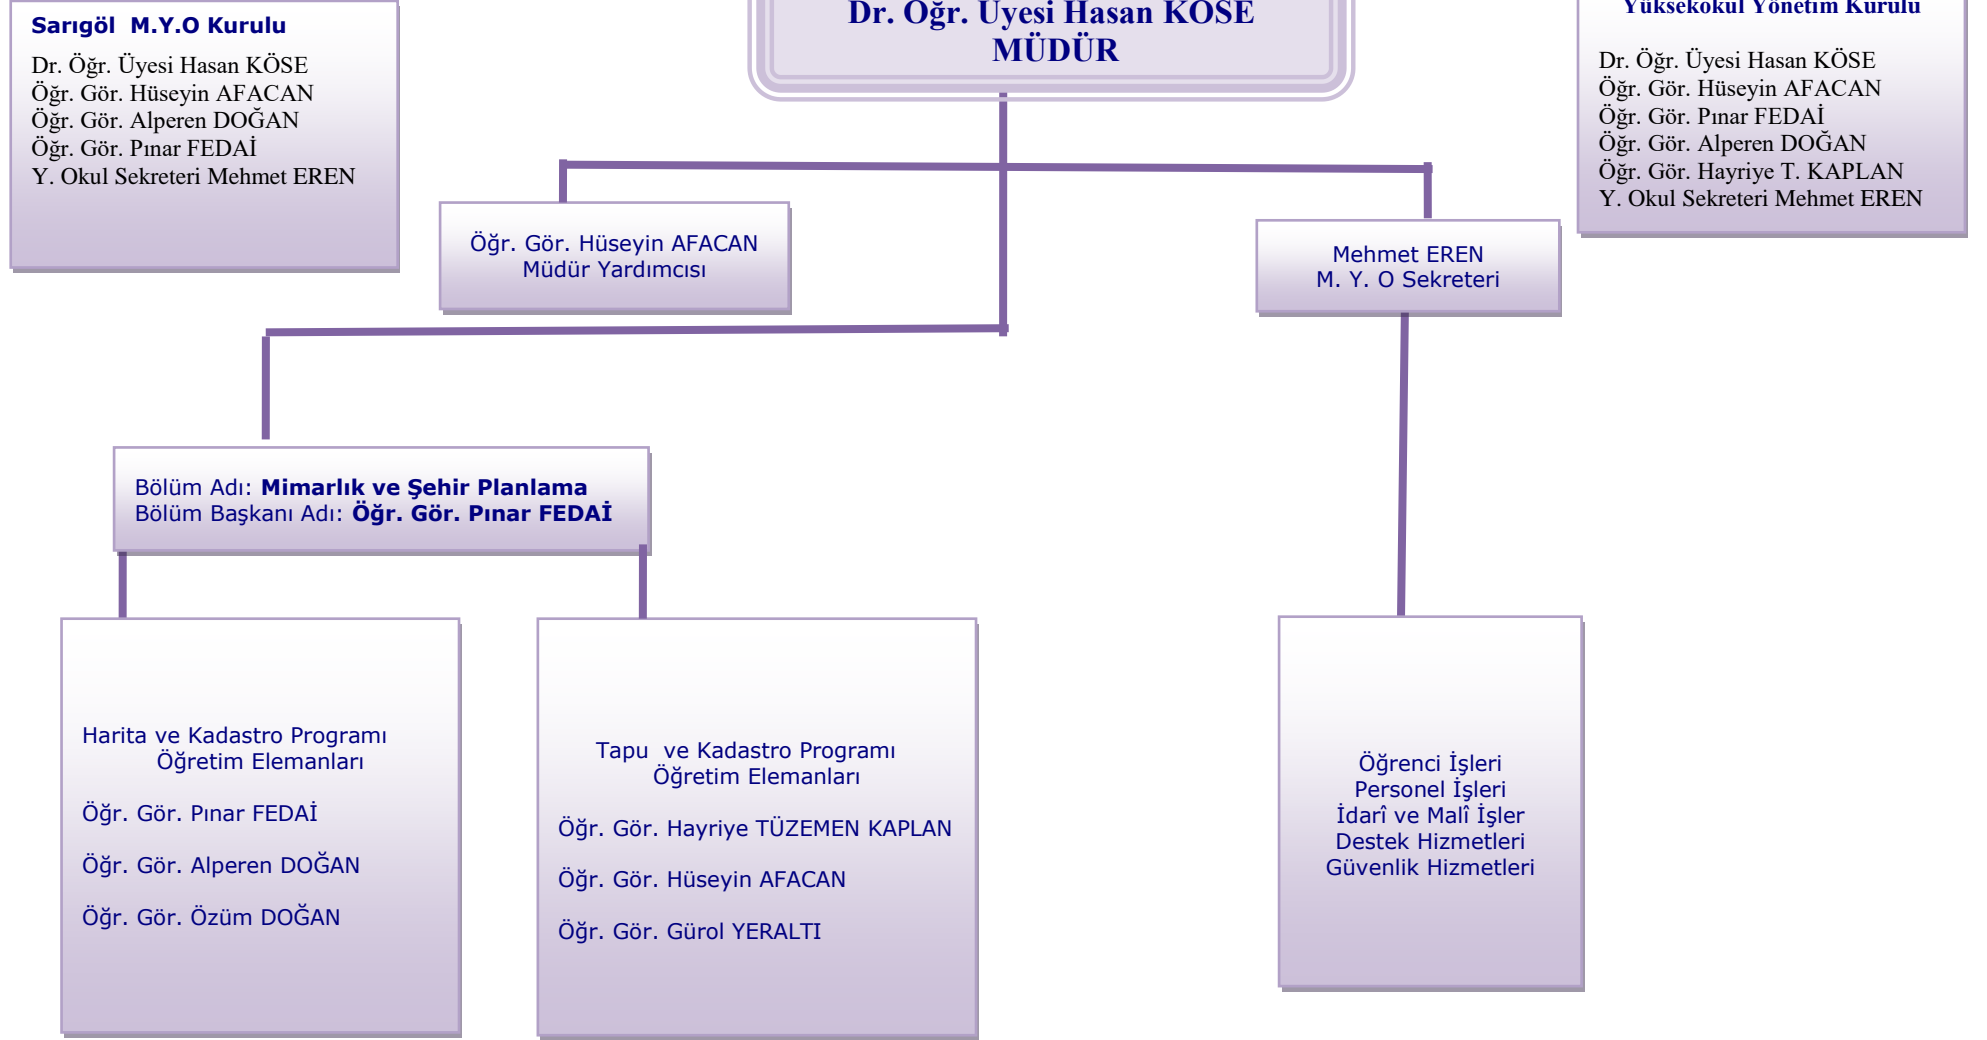 Sarıgöl M.Y.O Kurulu
Dr. Öğr. Üyesi Hasan KÖSE
Öğr. Gör. Hüseyin AFACAN
Öğr. Gör. Alperen DOĞAN
Öğr. Gör. Pınar FEDAİ
Y. Okul Sekreteri Mehmet EREN
Dr. Öğr. Üyesi Hasan KÖSE
MÜDÜR
Yüksekokul Yönetim Kurulu
Dr. Öğr. Üyesi Hasan KÖSE
Öğr. Gör. Hüseyin AFACAN
Öğr. Gör. Pınar FEDAİ
Öğr. Gör. Alperen DOĞAN
Öğr. Gör. Hayriye T. KAPLAN
Y. Okul Sekreteri Mehmet EREN
Öğr. Gör. Hüseyin AFACAN
Müdür Yardımcısı
Mehmet EREN
M. Y. O Sekreteri
Bölüm Adı: Mimarlık ve Şehir Planlama
Bölüm Başkanı Adı: Öğr. Gör. Pınar FEDAİ
Harita ve Kadastro Programı
Öğretim Elemanları
Öğr. Gör. Pınar FEDAİ
Öğr. Gör. Alperen DOĞAN
Öğr. Gör. Özüm DOĞAN
Tapu ve Kadastro Programı
Öğretim Elemanları
Öğr. Gör. Hayriye TÜZEMEN KAPLAN
Öğr. Gör. Hüseyin AFACAN
Öğr. Gör. Gürol YERALTI
Öğrenci İşleri
Personel İşleri
İdarî ve Malî İşler
Destek Hizmetleri
Güvenlik Hizmetleri